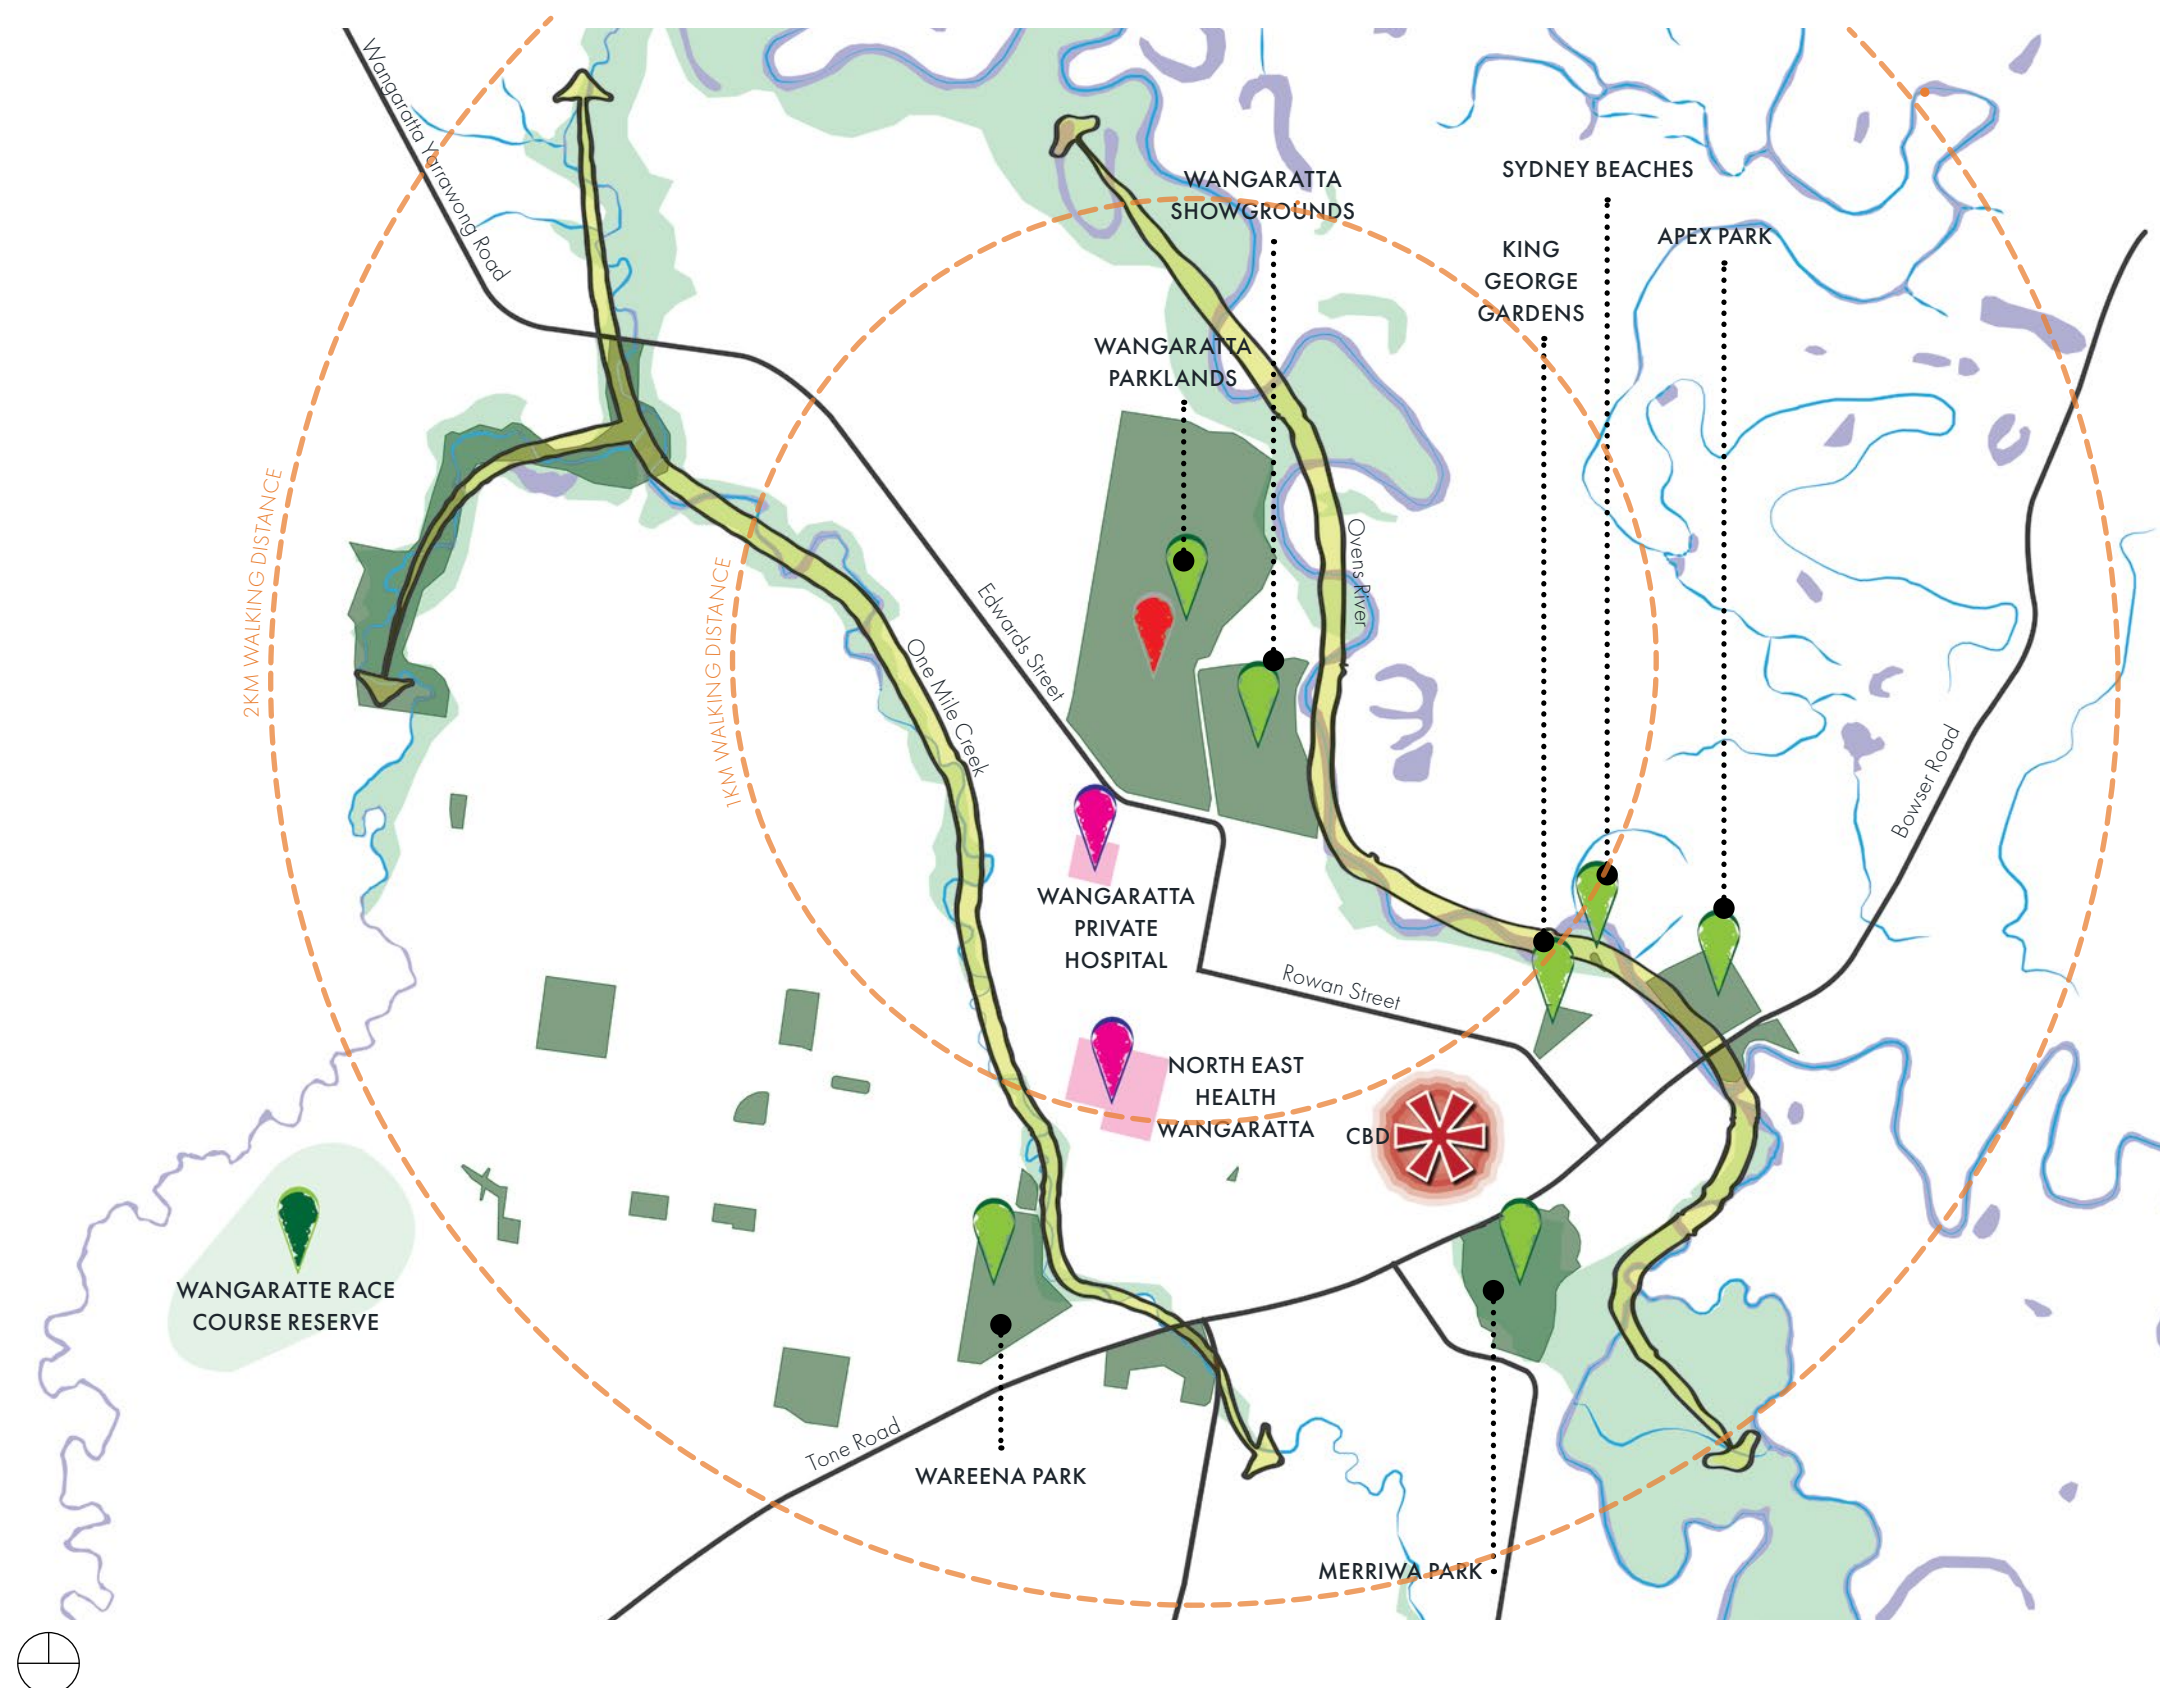 Wangaratta Yarrawong Road
WANGARATTA
SHOWGROUNDS
SYDNEY BEACHES
KING
GEORGE
GARDENS
APEX PARK
WANGARATTA
PARKLANDS
2KM WALKING DISTANCE
1KM WALKING DISTANCE
Edwards Street
One Mile Creek
Ovens River
Bowser Road
WANGARATTA
PRIVATE
HOSPITAL
Rowan Street
NORTH EAST
HEALTH
WANGARATTA
CBD
WANGARATTE RACE
COURSE RESERVE
Tone Road
WAREENA PARK
MERRIWA PARK